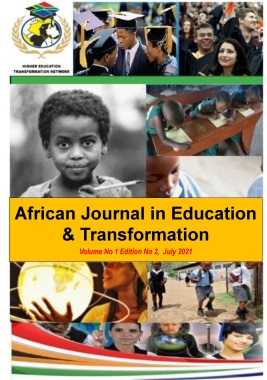 HIGHER EDUCATION
TRANSFORMATION NETWORK
African Journal in Education
& Transformation
Volume No 1 Edition No 2, July 2021